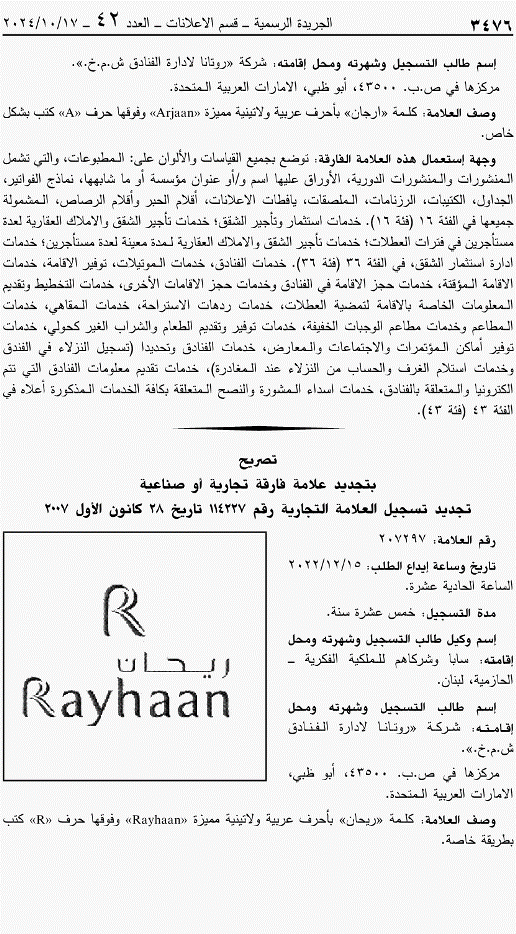 ٣٤٧٦ الجريدة الرسمية ــ قسم الاعلانات ــ العدد ٤٢ ــ ٢٠٢٤/١٠/١٧
إسم طالب التسجيل وشهرته ومحل إقامته: شركة «روتانا لادارة الفنادق ش.م.خ.».
مركزها في ص.ب. ٤٣٥٠٠، أبو ظبي، الامارات العربية المتحدة.
وصف العلامة: كلمة «ارجان» بأحرف عربية ولاتينية مميزة «Arjaan» وفوقها حرف «A» كتب بشكل
خاص.
وجهة إستعمال هذه العلامة الفارقة: توضع بجميع القياسات والألوان على: المطبوعات، والتي تشمل
المنشورات والمنشورات الدورية، الأوراق عليها اسم و/أو عنوان مؤسسة أو ما شابهها، نماذج الفواتير،
الجداول، الكتيبات، الرزنامات، الملصقات، يافطات الاعلانات، أقلام الحبر وأقلام الرصاص، المشمولة
جميعها في الفئة ١٦ (فئة ١٦). خدمات استثمار وتأجير الشقق؛ خدمات تأجير الشقق والاملاك العقارية لعدة
مستأجرين في فترات العطلات؛ خدمات تأجير الشقق والاملاك العقارية لمدة معينة لعدة مستأجرين؛ خدمات
ادارة استثمار الشقق، في الفئة ٣٦ (فئة ٣٦). خدمات الفنادق، خدمات الموتيلات، توفير الاقامة، خدمات
الاقامة المؤقتة، خدمات حجز الاقامة في الفنادق وخدمات حجز الاقامات الأخرى، خدمات التخطيط وتقديم
المعلومات الخاصة بالاقامة لتمضية العطلات، خدمات ردهات الاستراحة، خدمات المقاهي، خدمات
المطاعم وخدمات مطاعم الوجبات الخفيفة، خدمات توفير وتقديم الطعام والشراب الغير كحولي، خدمات
توفير أماكن المؤتمرات والاجتماعات والمعارض، خدمات الفنادق وتحديدا (تسجيل النزلاء في الفندق
وخدمات استلام الغرف والحساب من النزلاء عند المغادرة)، خدمات تقديم معلومات الفنادق التي تتم
الكترونيا والمتعلقة بالفنادق، خدمات اسداء المشورة والنصح المتعلقة بكافة الخدمات المذكورة أعلاه في
الفئة ٤٣ (فئة ٤٣).
تصريح
بتجديد علامة فارقة تجارية أو صناعية
تجديد تسجيل العلامة التجارية رقم ١١٤٢٢٧ تاريخ ٢٨ كانون الأول ٢٠٠٧
رقم العلامة: ٢٠٧٢٩٧
تاريخ وساعة إيداع الطلب: ٢٠٢٢/١٢/١٥
الساعة الحادية عشرة.
مدة التسجيل: خمس عشرة سنة.
إسم وكيل طالب التسجيل وشهرته ومحل
إقامته: سابا وشركاهم للملكية الفكرية ــ
الحازمية، لبنان.
إسم طالب التسجيل وشهرته ومحل
إقامته: شركة «روتانا لادارة الفنادق
ش.م.خ.».
مركزها في ص.ب. ٤٣٥٠٠، أبو ظبي،
الامارات العربية المتحدة.
R
ريحان
Rayhaan
وصف العلامة: كلمة «ريحان» بأحرف عربية ولاتينية مميزة «Rayhaan» وفوقها حرف «R» كتب
بطريقة خاصة.